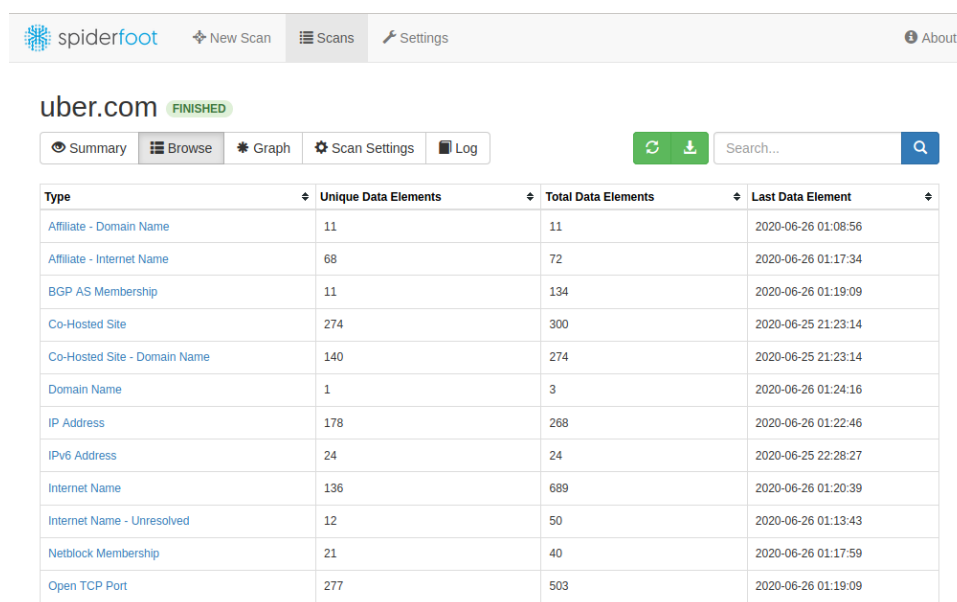 spiderfoot New Scan Scans Settings About
uber.com FINISHED
Summary Browse Graph Scan Settings Log Search...
Type Unique Data Elements Total Data Elements Last Data Element
Affiliate - Domain Name 11 11 2020-06-26 01:08:56
Affiliate - Internet Name 68 72 2020-06-26 01:17:34
BGP AS Membership 11 134 2020-06-26 01:19:09
Co-Hosted Site 274 300 2020-06-25 21:23:14
Co-Hosted Site - Domain Name 140 274 2020-06-25 21:23:14
Domain Name 1 3 2020-06-26 01:24:16
IP Address 178 268 2020-06-26 01:22:46
IPv6 Address 24 24 2020-06-25 22:28:27
Internet Name 136 689 2020-06-26 01:20:39
Internet Name - Unresolved 12 50 2020-06-26 01:13:43
Netblock Membership 21 40 2020-06-26 01:17:59
Open TCP Port 277 503 2020-06-26 01:19:09